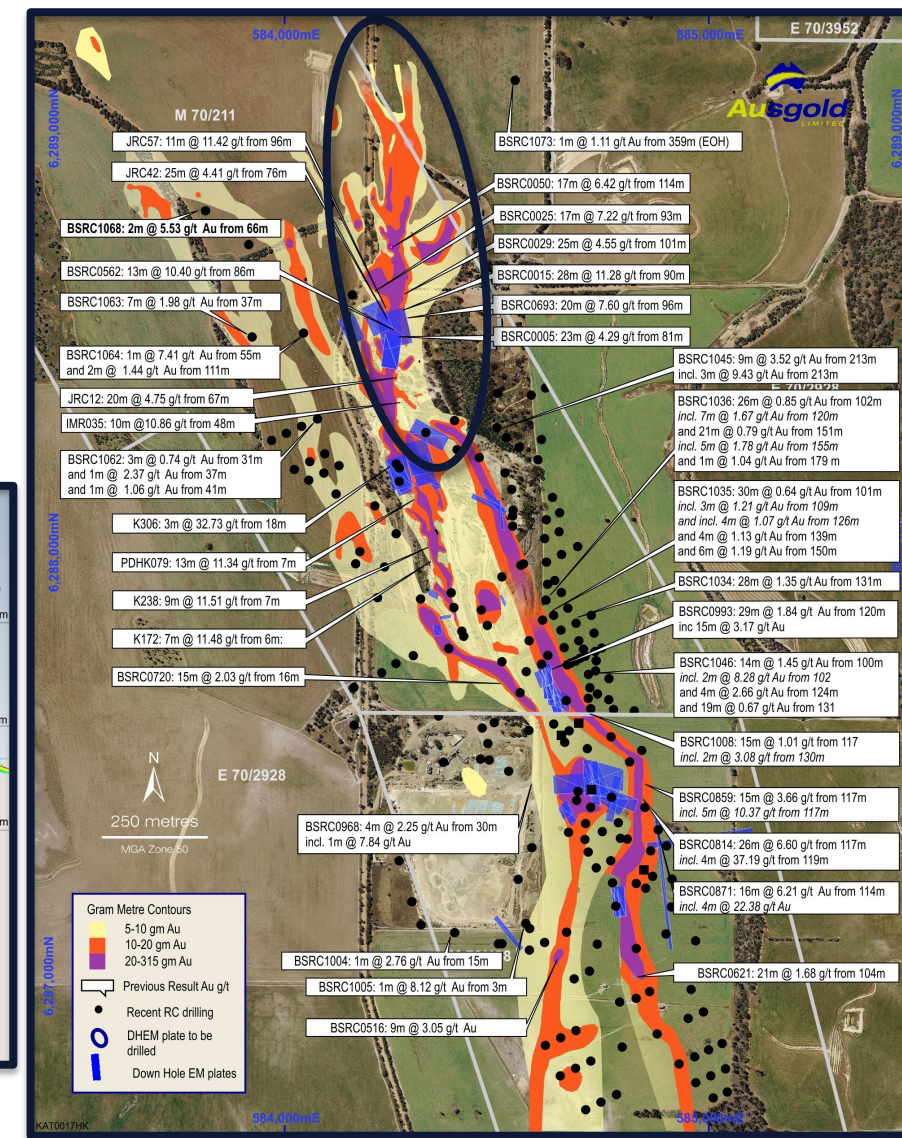 584,000mE
585,000mE
E 70/3952
6,289,000mN
6,289,000mN
M 70/211
Ausgold
LIMITED
JRC57: 11m @ 11.42 g/t from 96m
JRC42: 25m @ 4.41 g/t from 76m
BSRC1068: 2m @ 5.53 g/t Au from 66m
BSRC0562: 13m @ 10.40 g/t from 86m
BSRC1063: 7m @ 1.98 g/t Au from 37m
BSRC1064: 1m @ 7.41 g/t Au from 55m
and 2m @ 1.44 g/t Au from 111m
JRC12: 20m @ 4.75 g/t from 67m
IMR035: 10m @10.86 g/t from 48m
BSRC1062: 3m @ 0.74 g/t Au from 31m
and 1m @ 2.37 g/t Au from 37m
and 1m @ 1.06 g/t Au from 41m
K306: 3m @ 32.73 g/t from 18m
PDHK079: 13m @ 11.34 g/t from 7m
K238: 9m @ 11.51 g/t from 7m
K172: 7m @ 11.48 g/t from 6m:
BSRC0720: 15m @ 2.03 g/t from 16m
BSRC1073: 1m @ 1.11 g/t Au from 359m (EOH)
BSRC0050: 17m @ 6.42 g/t from 114m
BSRC0025: 17m @ 7.22 g/t from 93m
BSRC0029: 25m @ 4.55 g/t from 101m
BSRC0015: 28m @ 11.28 g/t from 90m
BSRC0693: 20m @ 7.60 g/t from 96m
BSRC0005: 23m @ 4.29 g/t from 81m
BSRC1045: 9m @ 3.52 g/t Au from 213m
incl. 3m @ 9.43 g/t Au from 213m
E 70/2928
BSRC1036: 26m @ 0.85 g/t Au from 102m
incl. 7m @ 1.67 g/t Au from 120m
and 21m @ 0.79 g/t Au from 151m
incl. 5m @ 1.78 g/t Au from 155m
and 1m @ 1.04 g/t Au from 179 m
BSRC1035: 30m @ 0.64 g/t Au from 101m
incl. 3m @ 1.21 g/t Au from 109m
and incl. 4m @ 1.07 g/t Au from 126m
and 4m @ 1.13 g/t Au from 139m
and 6m @ 1.19 g/t Au from 150m
BSRC1034: 28m @ 1.35 g/t Au from 131m
BSRC0993: 29m @ 1.84 g/t Au from 120m
inc 15m @ 3.17 g/t Au
BSRC1046: 14m @ 1.45 g/t Au from 100m
incl. 2m @ 8.28 g/t Au from 102
and 4m @ 2.66 g/t Au from 124m
and 19m @ 0.67 g/t Au from 131
BSRC1008: 15m @ 1.01 g/t from 117
incl. 2m @ 3.08 g/t from 130m
BSRC0859: 15m @ 3.66 g/t from 117m
incl. 5m @ 10.37 g/t from 117m
BSRC0814: 26m @ 6.60 g/t from 117m
incl. 4m @ 37.19 g/t from 119m
BSRC0871: 16m @ 6.21 g/t Au from 114m
incl. 4m @ 22.38 g/t Au
BSRC0621: 21m @ 1.68 g/t from 104m
6,288,000mN
N
E 70/2928
250 metres
MGA Zone 50
BSRC0968: 4m @ 2.25 g/t Au from 30m
incl. 1m @ 7.84 g/t Au
BSRC1004: 1m @ 2.76 g/t Au from 15m
BSRC1005: 1m @ 8.12 g/t Au from 3m
BSRC0516: 9m @ 3.05 g/t Au
6,287,000mN
Gram Metre Contours
5-10 gm Au
10-20 gm Au
20-315 gm Au
Previous Result Au g/t
Recent RC drilling
DHEM plate to be
drilled
Down Hole EM plates
KAT0017HK
584,000mE
585,000mE